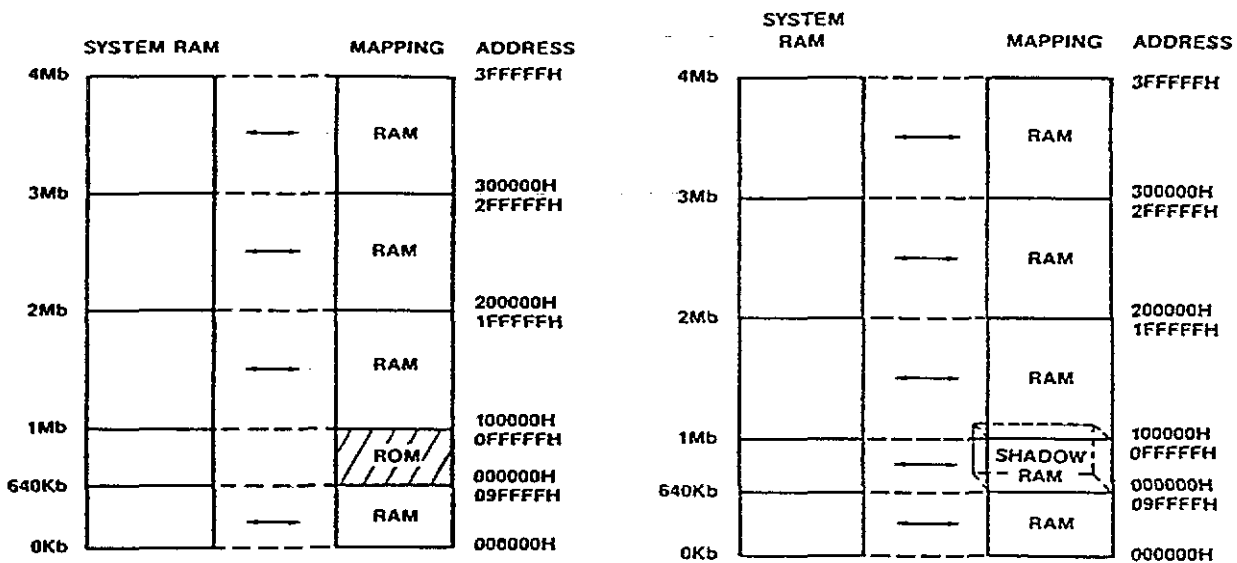 SYSTEM RAM MAPPING ADDRESS
4Mb 3FFFFFH
RAM
3Mb 300000H
2FFFFFH
RAM
2Mb 200000H
1FFFFFH
RAM
1Mb 100000H
0FFFFFH
ROM
000000H
640Kb 09FFFFH
RAM
0Kb 000000H
SYSTEM
RAM MAPPING ADDRESS
4Mb 3FFFFFH
RAM
3Mb 300000H
2FFFFFH
RAM
2Mb 200000H
1FFFFFH
RAM
1Mb 100000H
0FFFFFH
SHADOW
RAM
640Kb 000000H
09FFFFH
RAM
0Kb 000000H